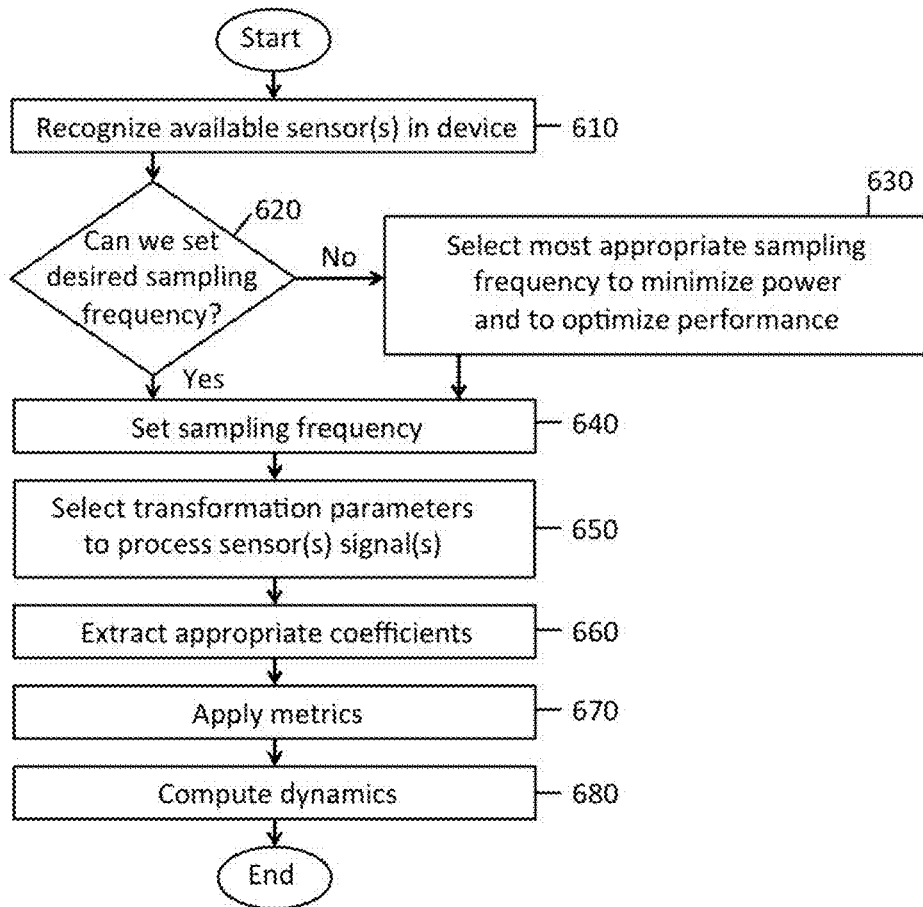 Start
Recognize available sensor(s) in device
610
620
Can we set
desired sampling
frequency?
No
630
Select most appropriate sampling
frequency to minimize power
and to optimize performance
Yes
Set sampling frequency
640
Select transformation parameters
to process sensor(s) signal(s)
650
Extract appropriate coefficients
660
Apply metrics
670
Compute dynamics
680
End